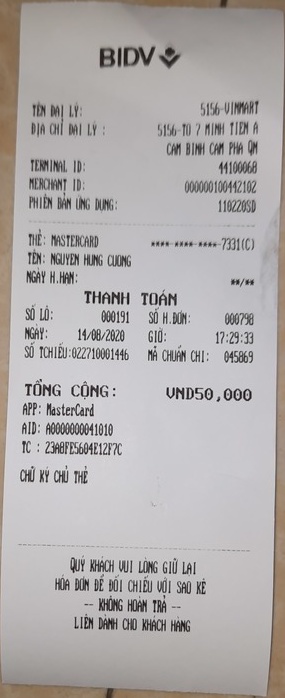 BIDV
TÊN ĐẠI LÝ: 5156-VINMART
ĐỊA CHỈ ĐẠI LÝ : 5156-TO 7 MINH TIEN A
CAM BINH CAM PHA QN
TERMINAL ID: 44100068
MERCHANT ID: 000000100442102
PHIÊN BẢN ỨNG DỤNG: 110220SD
THẺ: MASTERCARD **** **** **** 7331(C)
TÊN: NGUYEN HUNG CUONG
NGÀY H.HẠN: **/**
THANH TOÁN
SỐ LÔ: 000191 SỐ H.ĐƠN: 000798
NGÀY: 14/08/2020 GIỜ: 17:29:33
SỐ TCHIẾU:022710001446 MÃ CHUẨN CHI: 045869
TỔNG CỘNG: VND50,000
APP: MasterCard
AID: A0000000041010
TC : 23A8FE5604E12F7C
CHỮ KÝ CHỦ THẺ
QUÝ KHÁCH VUI LÒNG GIỮ LẠI
HÓA ĐƠN ĐỂ ĐỐI CHIẾU VỚI SAO KÊ
-- KHÔNG HOÀN TRẢ --
LIÊN DÀNH CHO KHÁCH HÀNG